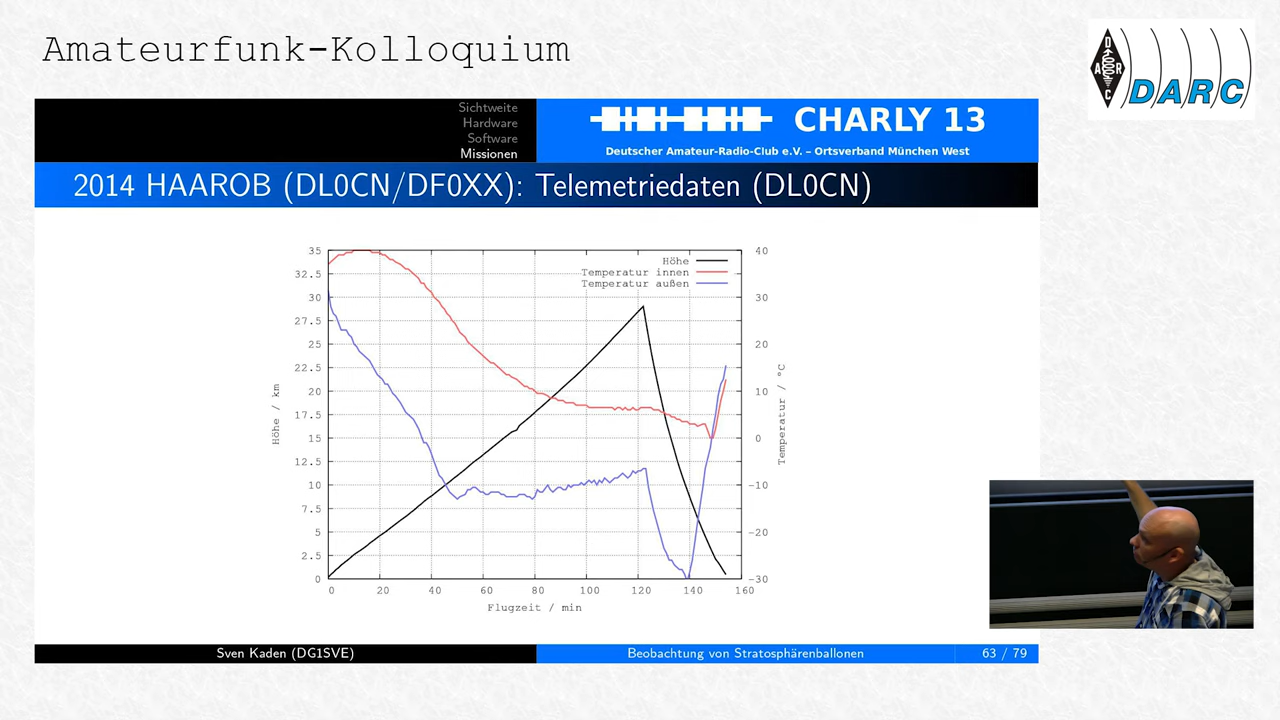 Amateurfunk-Kolloquium
D
A R
C
DARC
Sichtweite
Hardware
Software
Missionen
CHARLY 13
Deutscher Amateur-Radio-Club e.V. – Ortsverband München West
2014 HAAROB (DL0CN/DF0XX): Telemetriedaten (DL0CN)
Höhe
Temperatur innen
Temperatur außen
35
32.5
30
27.5
25
22.5
20
17.5
15
12.5
10
7.5
5
2.5
0
Höhe / km
40
30
20
10
0
-10
-20
-30
Temperatur / °C
0 20 40 60 80 100 120 140 160
Flugzeit / min
Sven Kaden (DG1SVE)
Beobachtung von Stratosphärenballonen
63 / 79